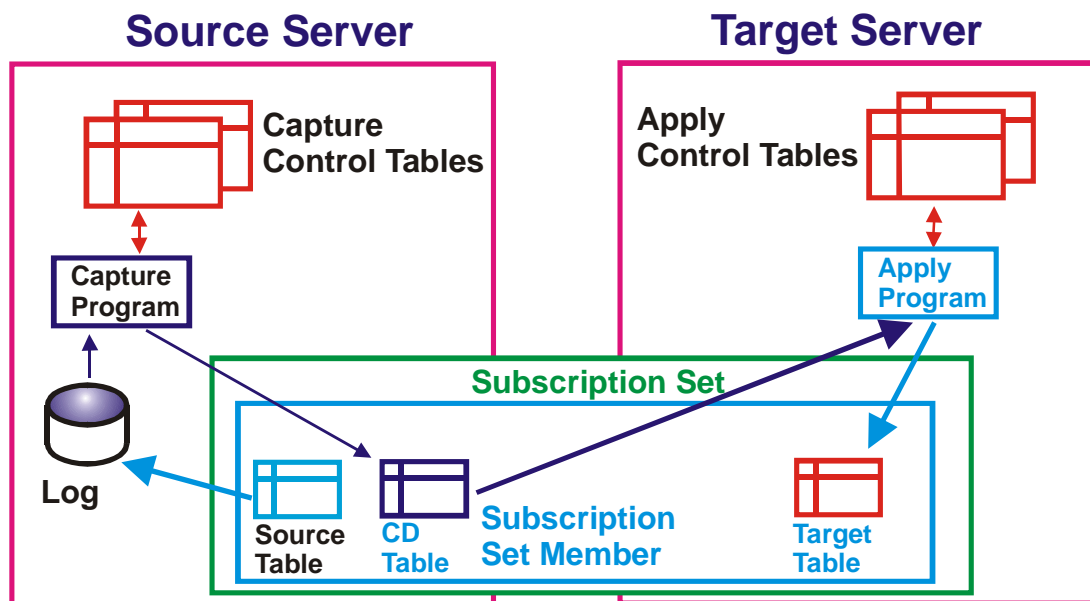 Source Server
Target Server
Capture
Control Tables
Apply
Control Tables
Capture
Program
Apply
Program
Subscription Set
Log
Source
Table
CD
Table
Subscription
Set Member
Target
Table